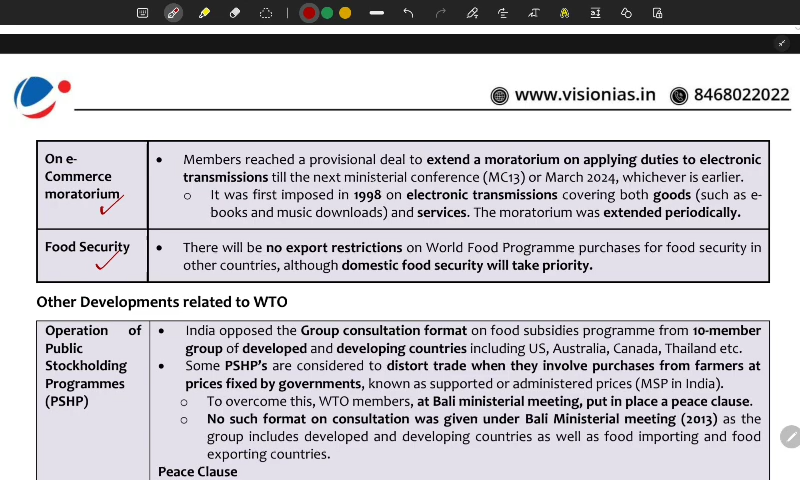 www.visionias.in 8468022022
On e-
Commerce
moratorium
• Members reached a provisional deal to extend a moratorium on applying duties to electronic
transmissions till the next ministerial conference (MC13) or March 2024, whichever is earlier.
o It was first imposed in 1998 on electronic transmissions covering both goods (such as e-
books and music downloads) and services. The moratorium was extended periodically.
Food Security
• There will be no export restrictions on World Food Programme purchases for food security in
other countries, although domestic food security will take priority.
Other Developments related to WTO
Operation of
Public
Stockholding
Programmes
(PSHP)
• India opposed the Group consultation format on food subsidies programme from 10-member
group of developed and developing countries including US, Australia, Canada, Thailand etc.
• Some PSHP's are considered to distort trade when they involve purchases from farmers at
prices fixed by governments, known as supported or administered prices (MSP in India).
o To overcome this, WTO members, at Bali ministerial meeting, put in place a peace clause.
o No such format on consultation was given under Bali Ministerial meeting (2013) as the
group includes developed and developing countries as well as food importing and food
exporting countries.
Peace Clause